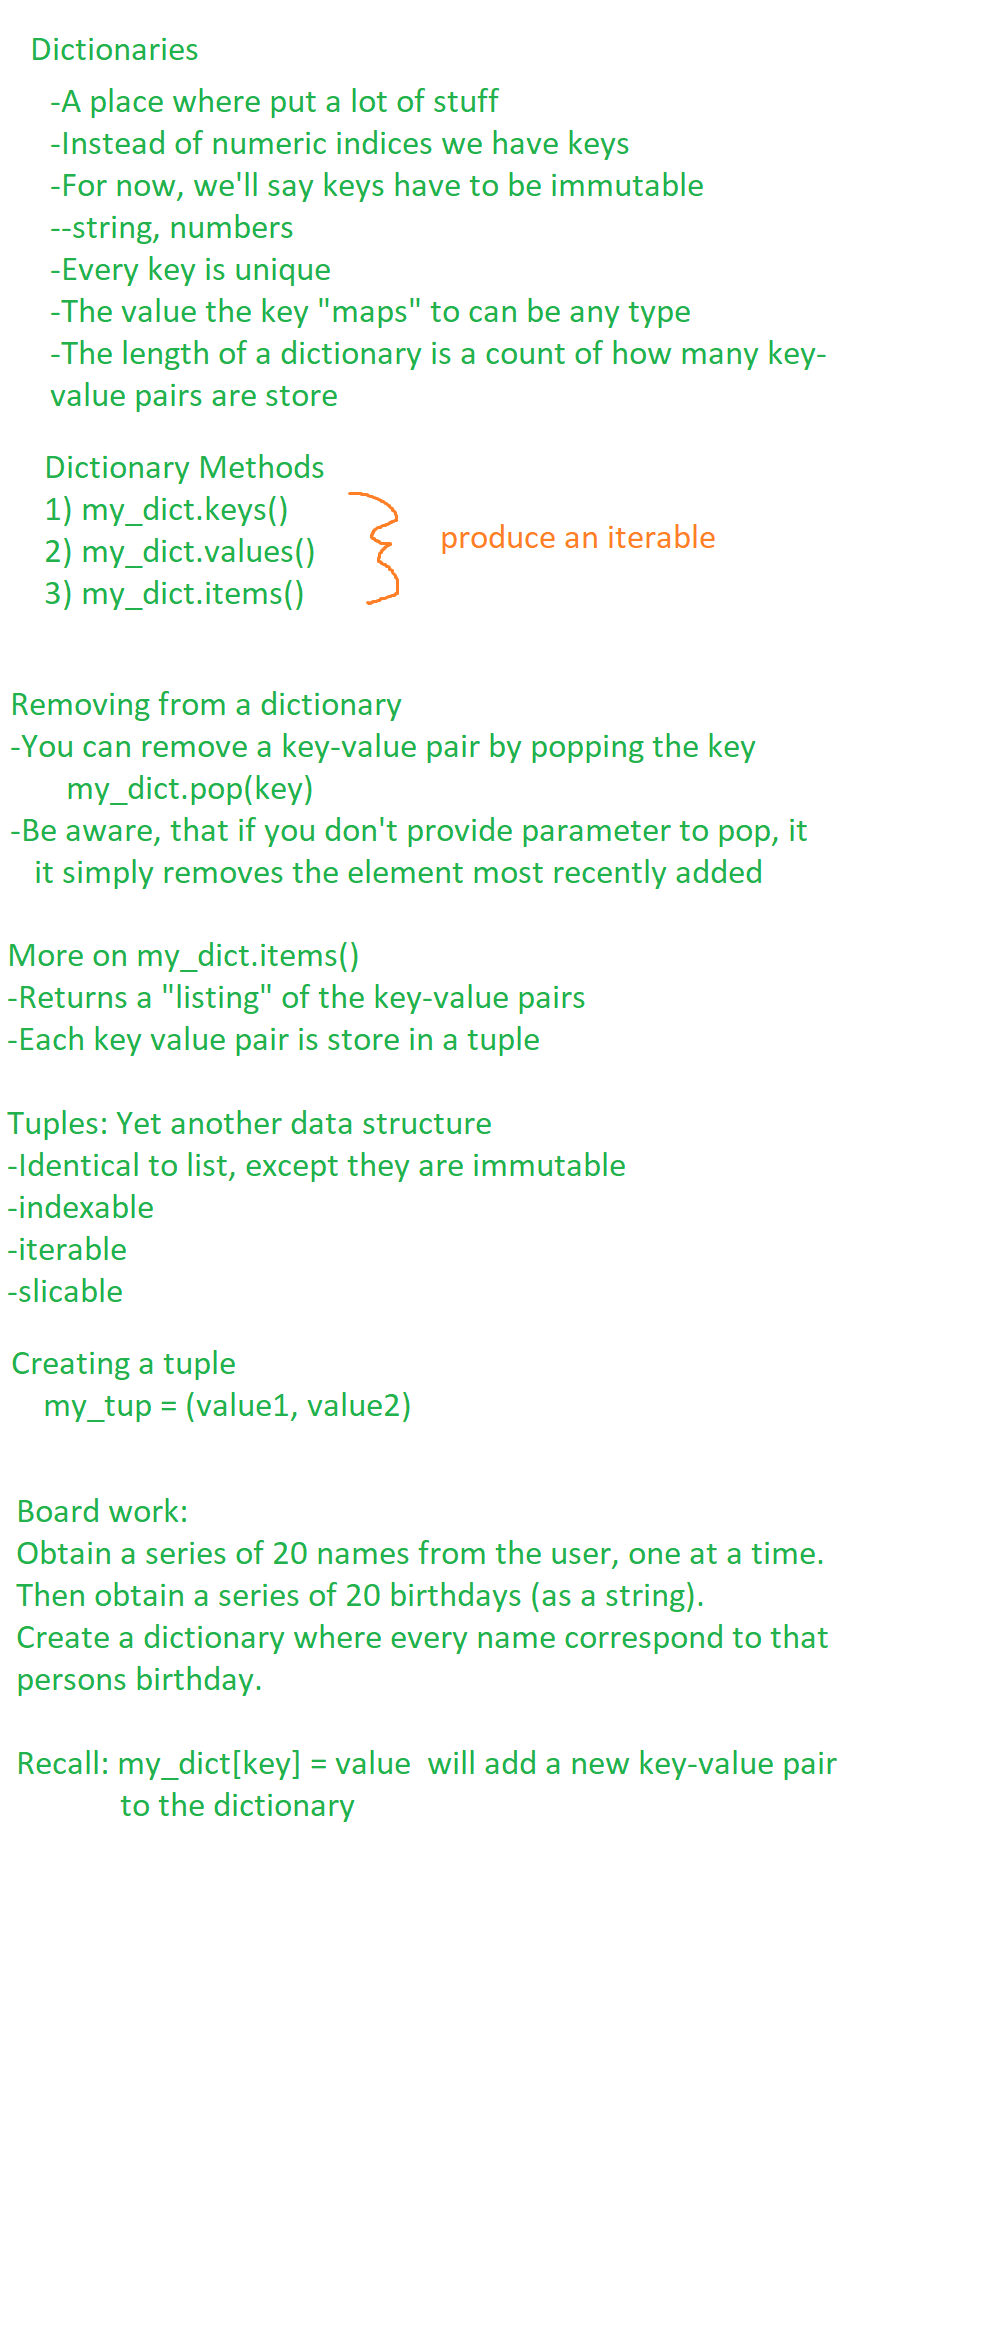 Dictionaries
-A place where put a lot of stuff
-Instead of numeric indices we have keys
-For now, we'll say keys have to be immutable
--string, numbers
-Every key is unique
-The value the key "maps" to can be any type
-The length of a dictionary is a count of how many key-
value pairs are store
Dictionary Methods
1) my_dict.keys()
2) my_dict.values()
3) my_dict.items()
produce an iterable
Removing from a dictionary
-You can remove a key-value pair by popping the key
my_dict.pop(key)
-Be aware, that if you don't provide parameter to pop, it
it simply removes the element most recently added
More on my_dict.items()
-Returns a "listing" of the key-value pairs
-Each key value pair is store in a tuple
Tuples: Yet another data structure
-Identical to list, except they are immutable
-indexable
-iterable
-slicable
Creating a tuple
my_tup = (value1, value2)
Board work:
Obtain a series of 20 names from the user, one at a time.
Then obtain a series of 20 birthdays (as a string).
Create a dictionary where every name correspond to that
persons birthday.
Recall: my_dict[key] = value  will add a new key-value pair
to the dictionary